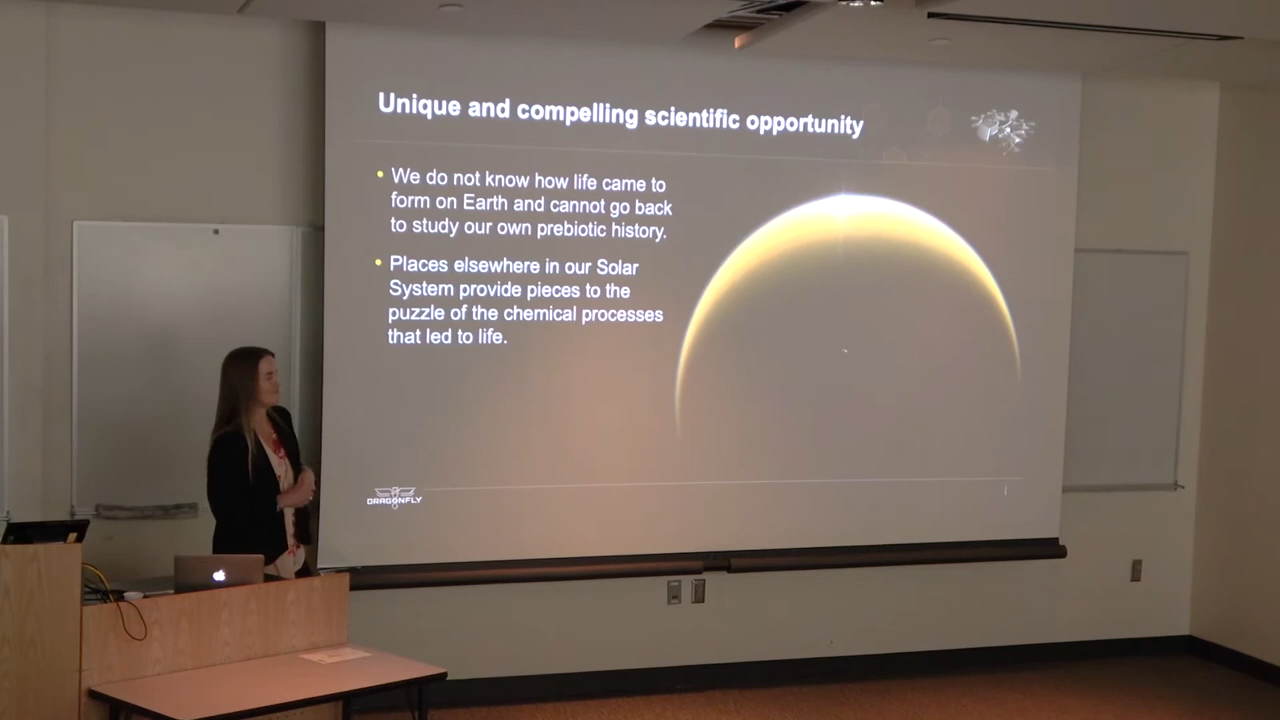 Unique and compelling scientific opportunity
• We do not know how life came to
form on Earth and cannot go back
to study our own prebiotic history.
• Places elsewhere in our Solar
System provide pieces to the
puzzle of the chemical processes
that led to life.
DRAGONFLY